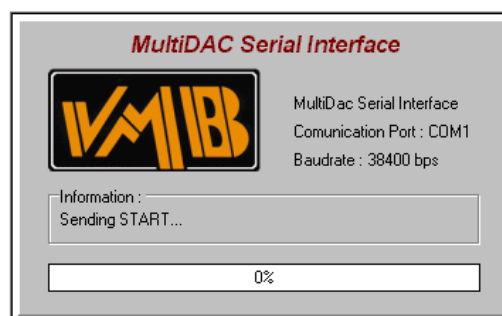 MultiDAC Serial Interface
VMB
MultiDac Serial Interface
Comunication Port : COM1
Baudrate : 38400 bps
Information :
Sending START...
0%